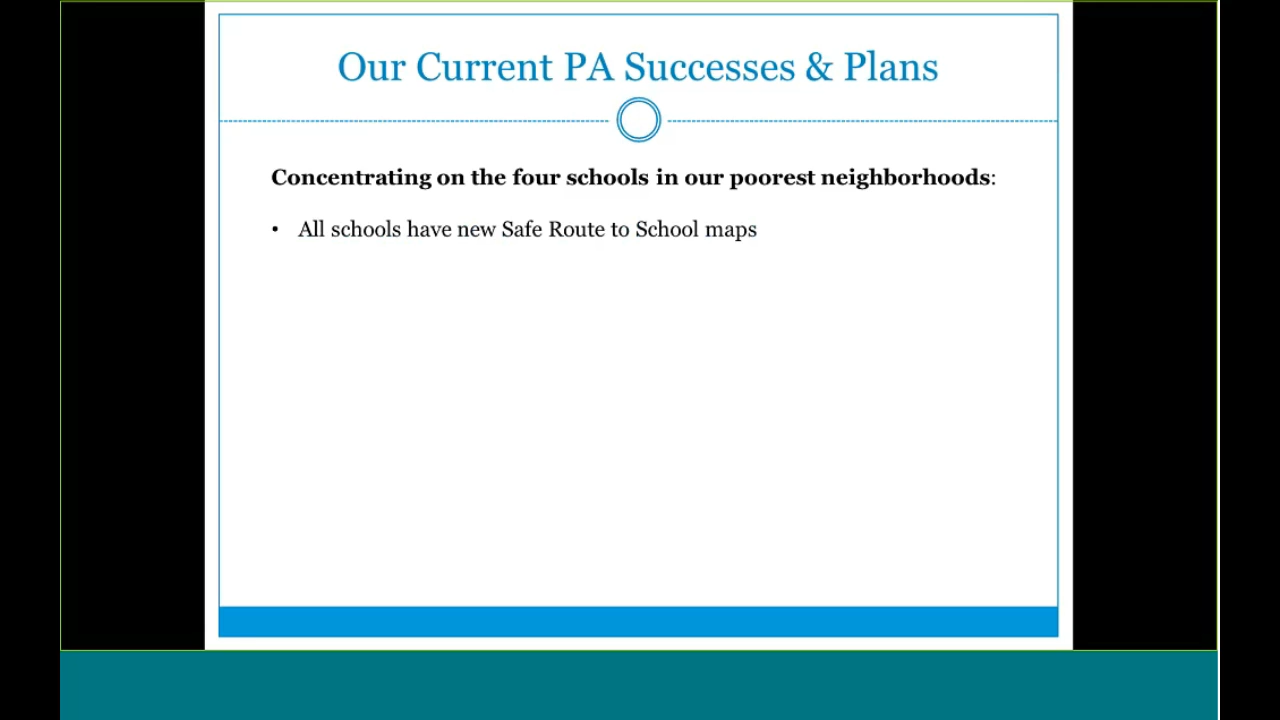 Our Current PA Successes & Plans
Concentrating on the four schools in our poorest neighborhoods:
• All schools have new Safe Route to School maps